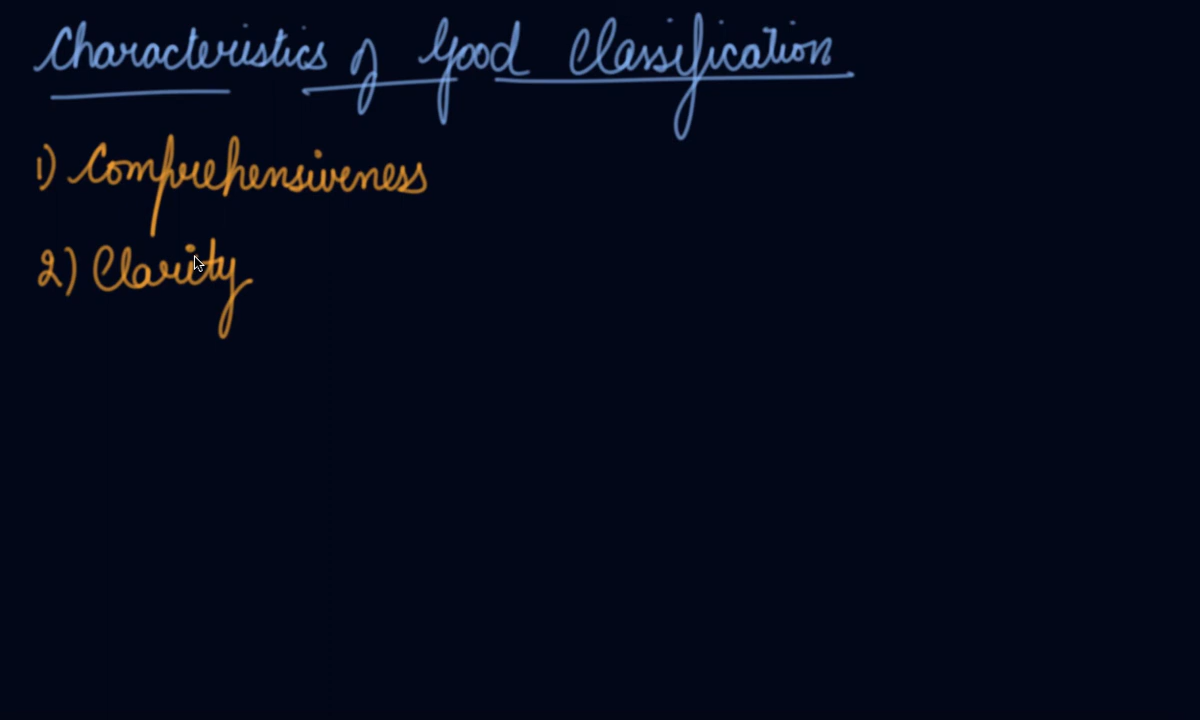 Characteristics of Good Classification
1) Comprehensiveness
2) Clarity